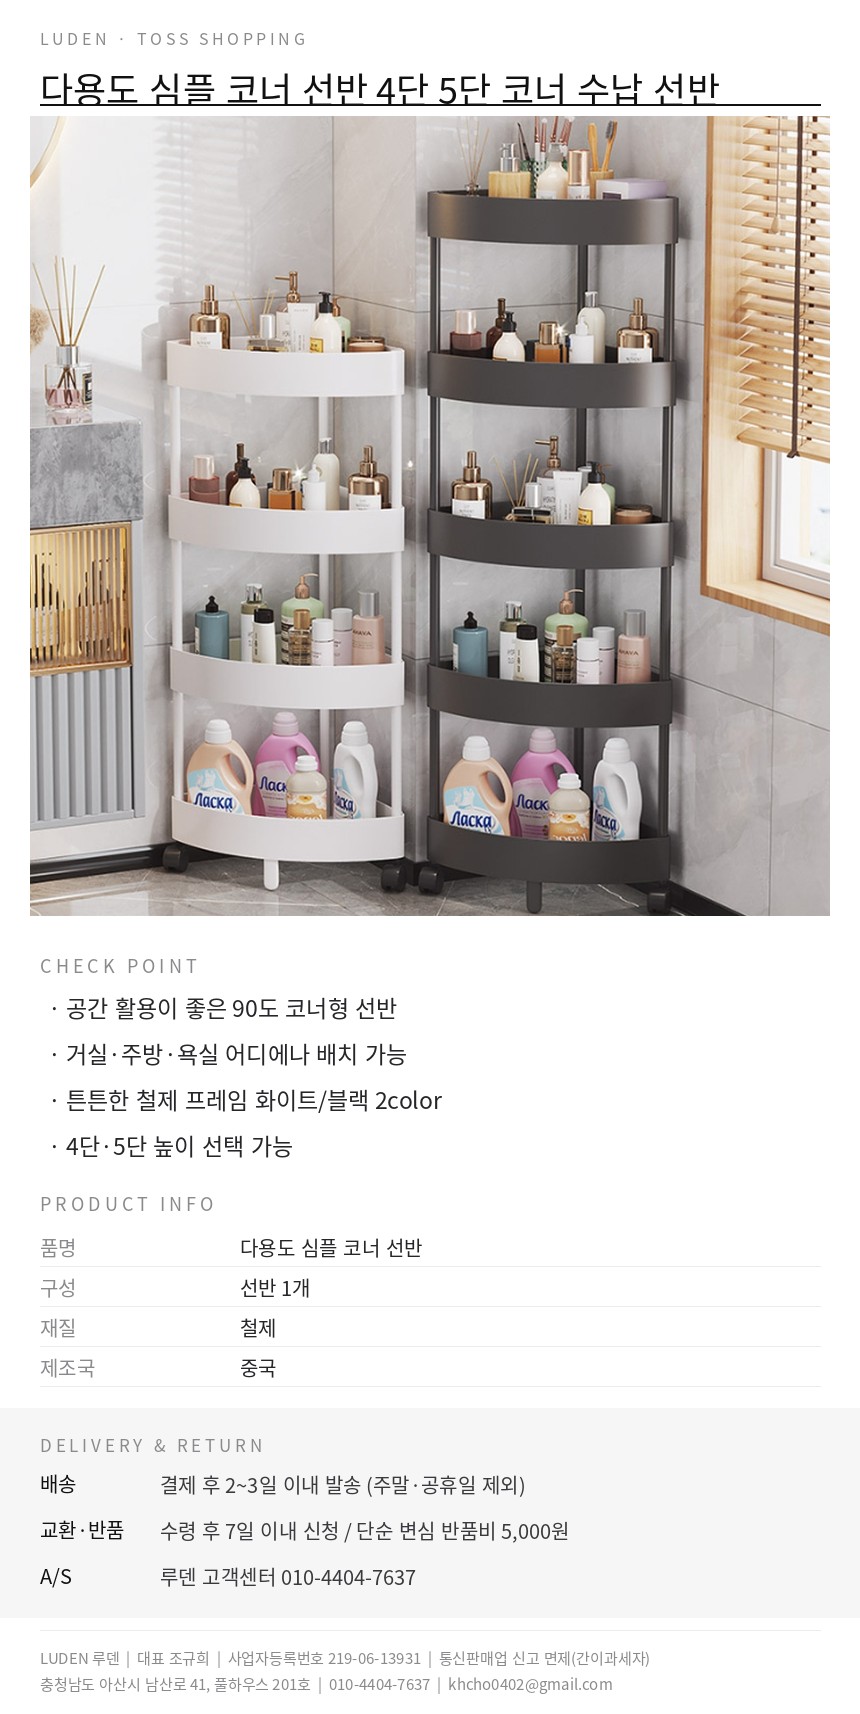 LUDEN · TOSS SHOPPING
다용도 심플 코너 선반 4단 5단 코너 수납 선반
Ласка
Ласка
Ласка
Ласка
CHECK POINT
· 공간 활용이 좋은 90도 코너형 선반
· 거실·주방·욕실 어디에나 배치 가능
· 튼튼한 철제 프레임 화이트/블랙 2color
· 4단·5단 높이 선택 가능
PRODUCT INFO
품명 다용도 심플 코너 선반
구성 선반 1개
재질 철제
제조국 중국
DELIVERY & RETURN
배송 결제 후 2~3일 이내 발송 (주말·공휴일 제외)
교환·반품 수령 후 7일 이내 신청 / 단순 변심 반품비 5,000원
A/S 루덴 고객센터 010-4404-7637
LUDEN 루덴 | 대표 조규희 | 사업자등록번호 219-06-13931 | 통신판매업 신고 면제(간이과세자)
충청남도 아산시 남산로 41, 풀하우스 201호 | 010-4404-7637 | khcho0402@gmail.com